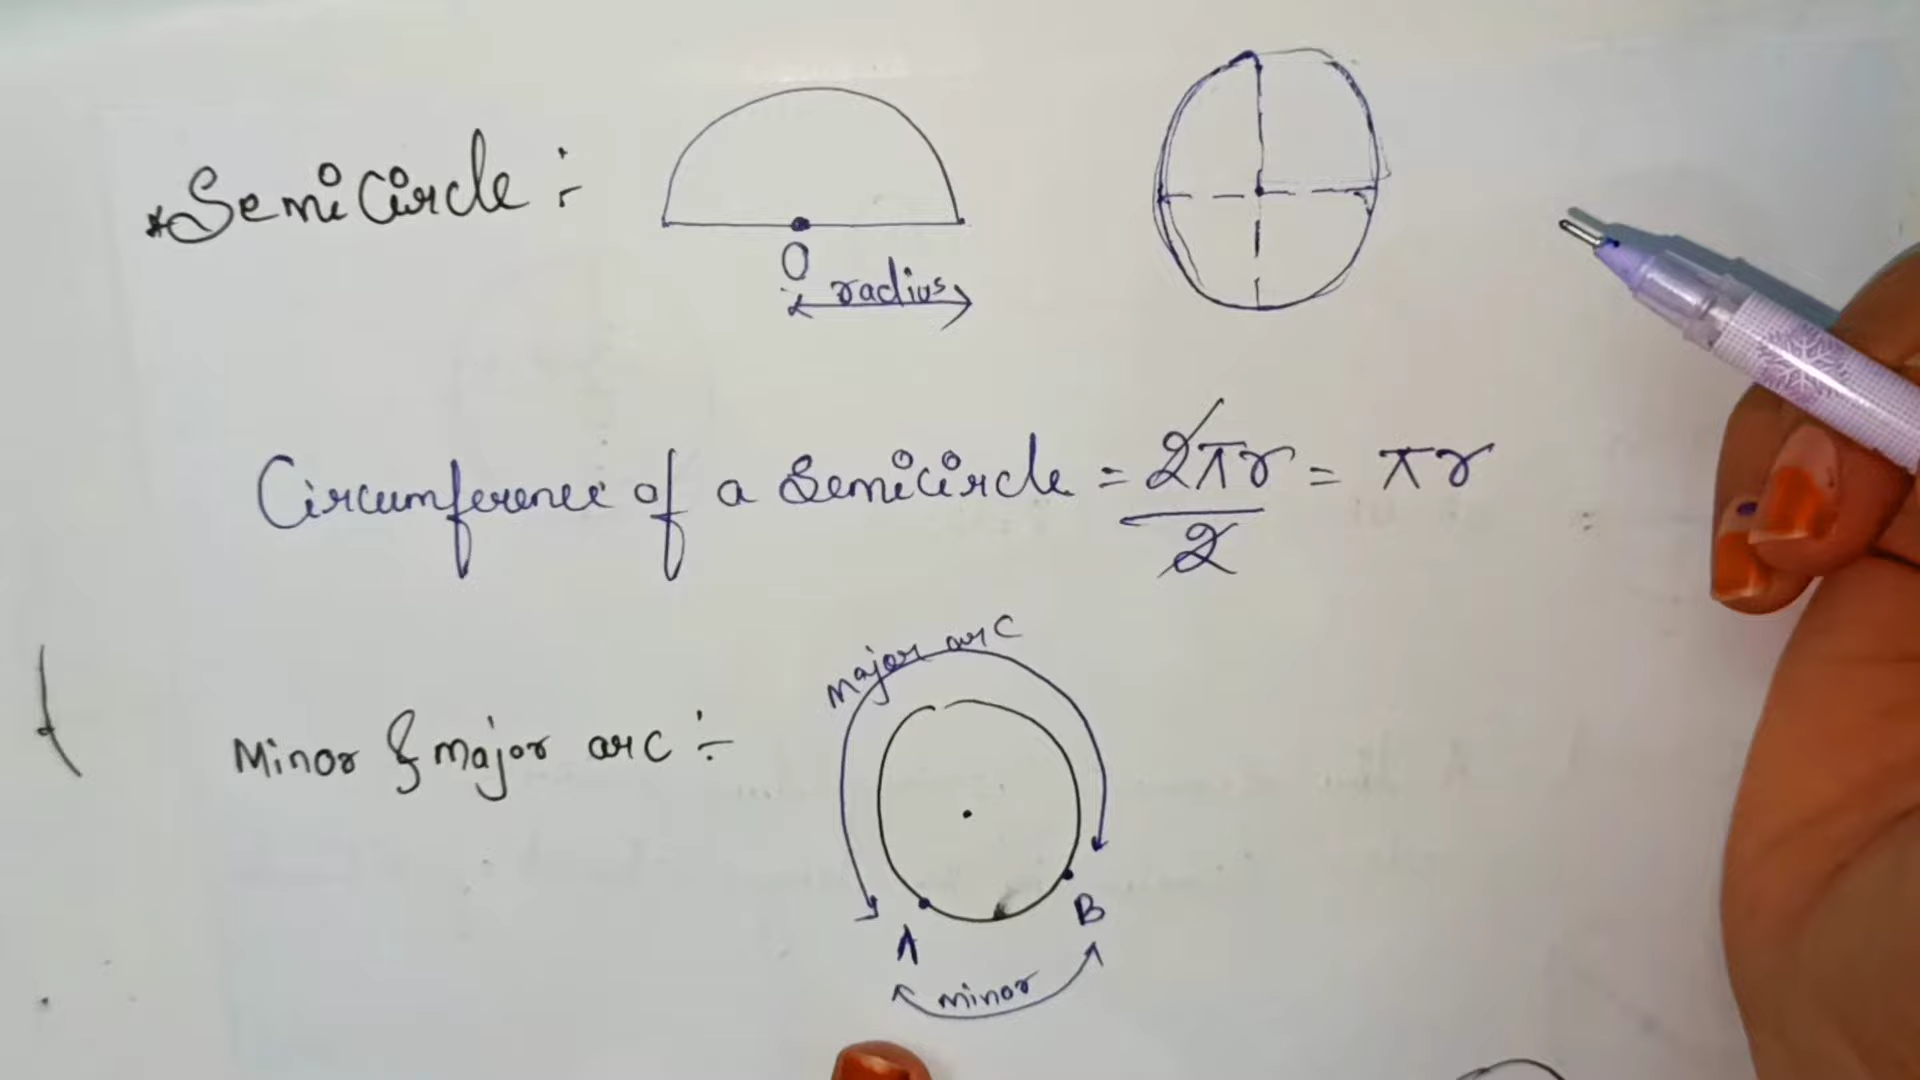 *Semicircle :-
O
radius
Circumference of a Semicircle = 2πr/2 = πr
Major arc
Minor & Major arc :-
A
B
Minor